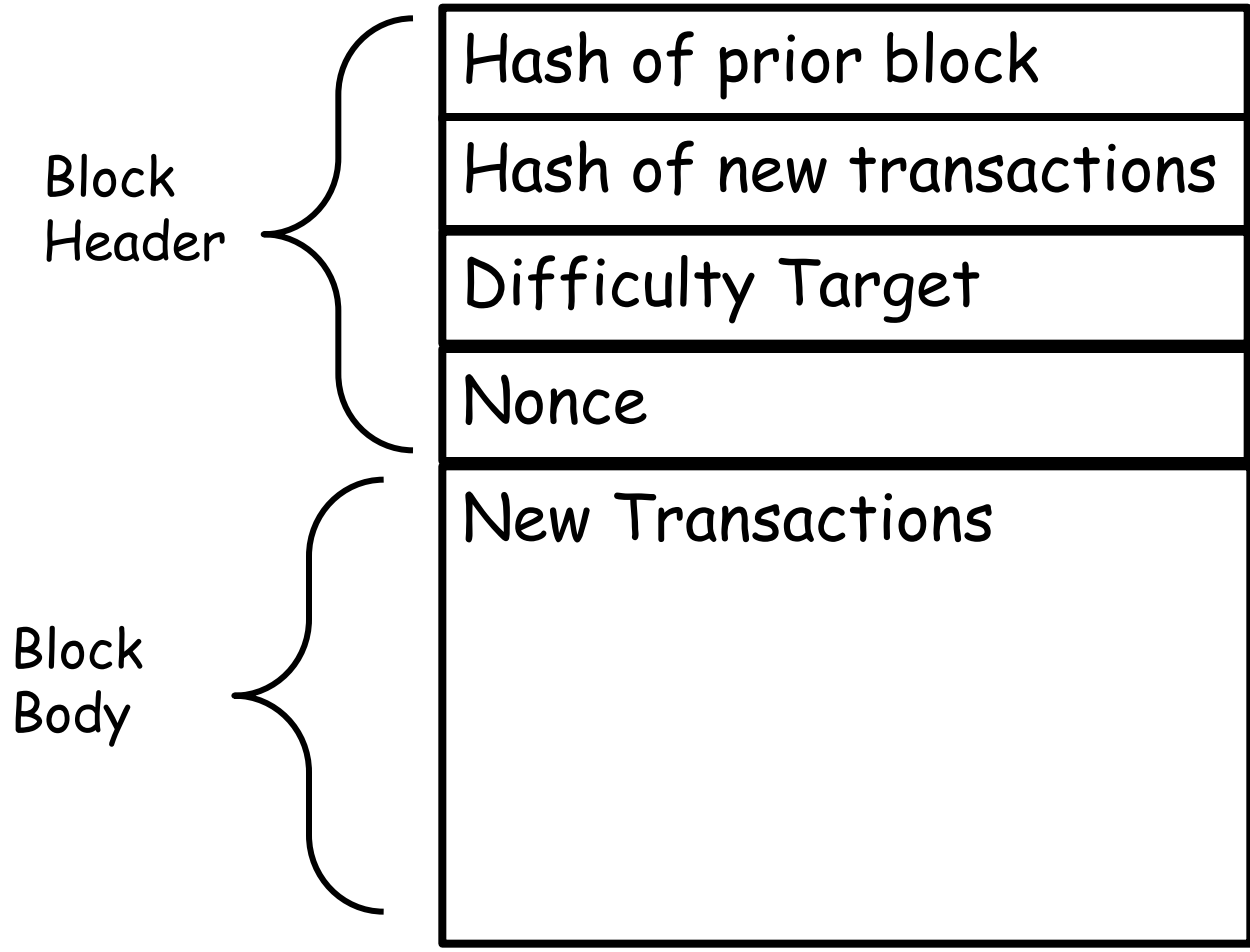 Hash of prior block
Hash of new transactions
Block
Header
Difficulty Target
Nonce
New Transactions
Block
Body